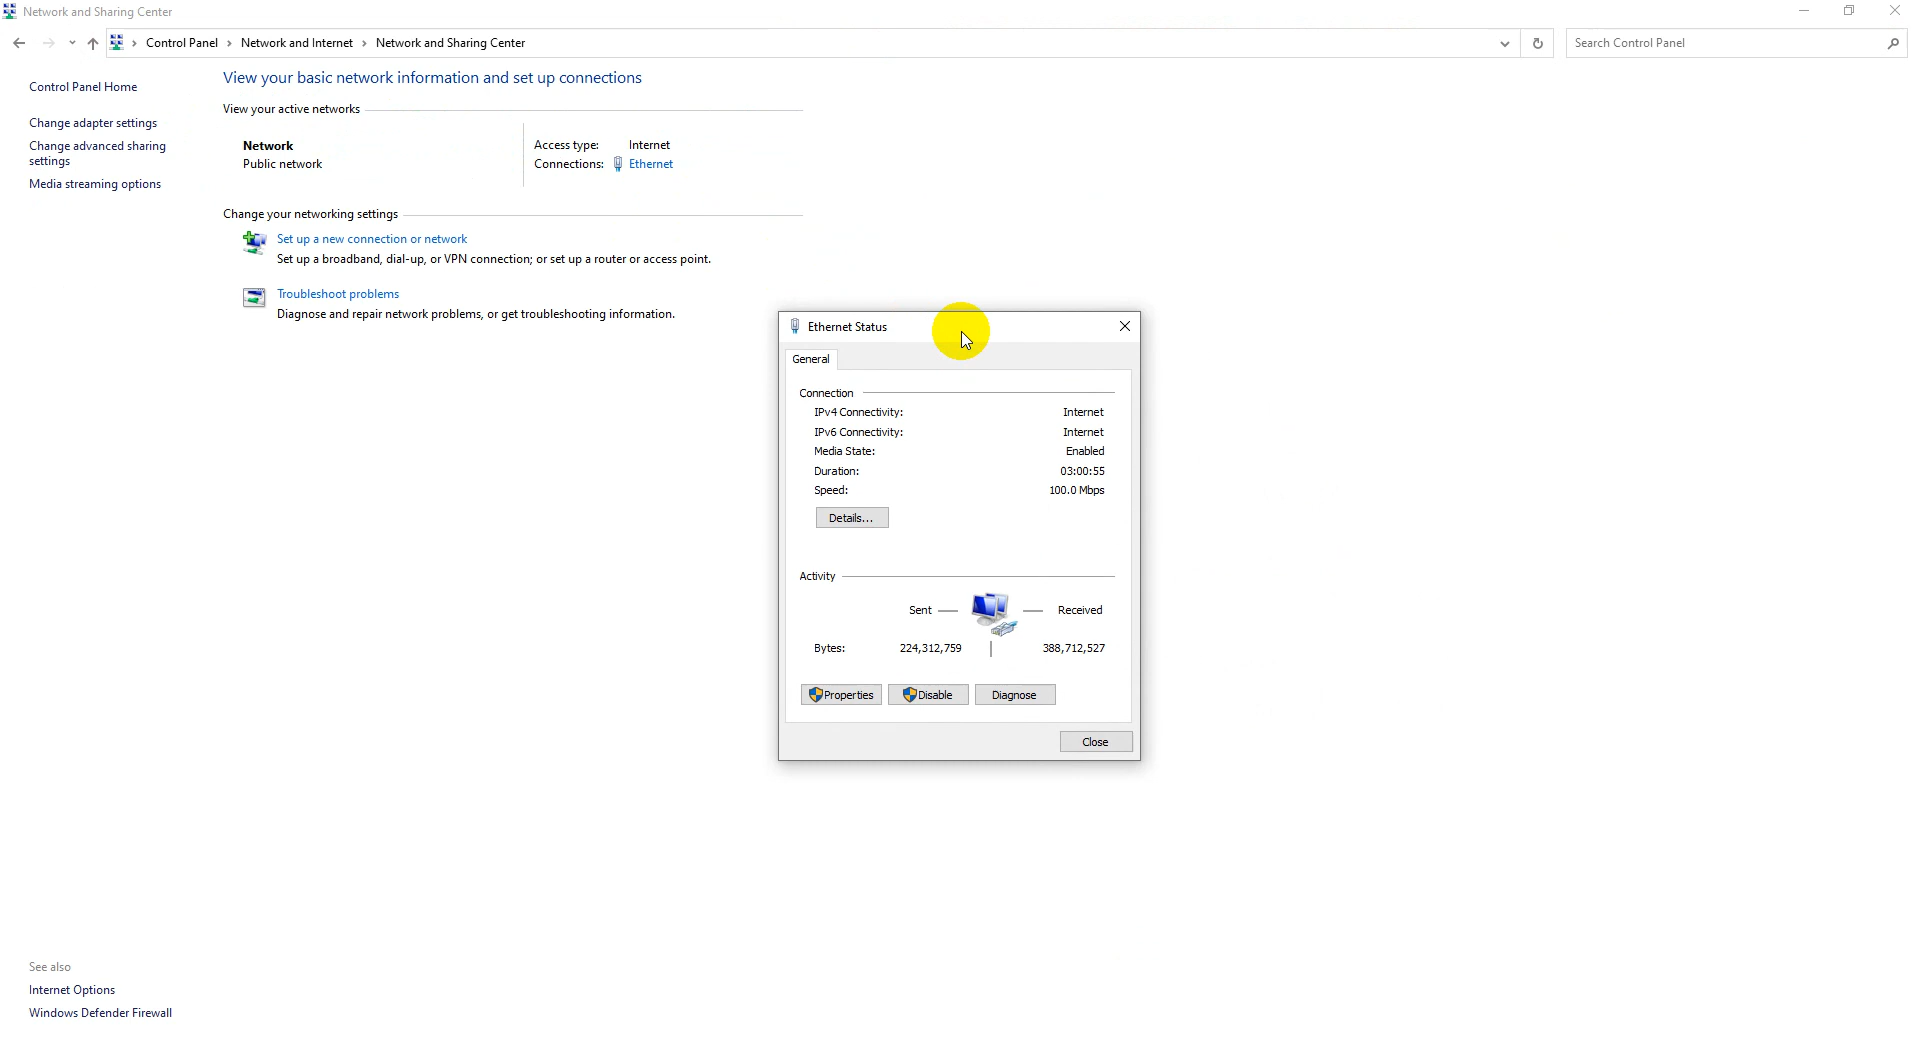 Network and Sharing Center
Control Panel Network and Internet Network and Sharing Center
Search Control Panel
Control Panel Home
Change adapter settings
Change advanced sharing
settings
Media streaming options
View your basic network information and set up connections
View your active networks
Network
Public network
Access type: Internet
Connections: Ethernet
Change your networking settings
Set up a new connection or network
Set up a broadband, dial-up, or VPN connection; or set up a router or access point.
Troubleshoot problems
Diagnose and repair network problems, or get troubleshooting information.
Ethernet Status
General
Connection
IPv4 Connectivity: Internet
IPv6 Connectivity: Internet
Media State: Enabled
Duration: 03:00:55
Speed: 100.0 Mbps
Details...
Activity
Sent Received
Bytes: 224,312,759 388,712,527
Properties Disable Diagnose
Close
See also
Internet Options
Windows Defender Firewall